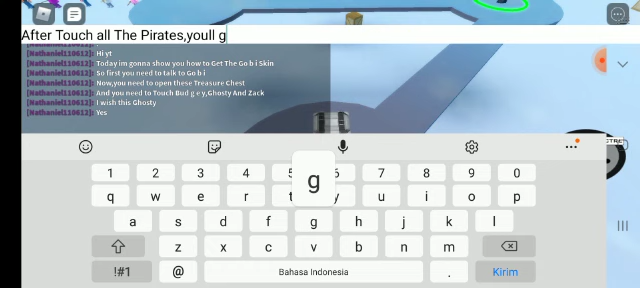 After Touch all The Pirates,youll g
[Nathaniel110612]: Hi yt
[Nathaniel110612]: Today im gonna show you how to Get The Go b i Skin
[Nathaniel110612]: So first you need to talk to Go b i
[Nathaniel110612]: Now,you need to open these Treasure Chest
[Nathaniel110612]: And you need to Touch Bud g e y,Ghosty And Zack
[Nathaniel110612]: I wish this Ghosty
[Nathaniel110612]: Yes
1 2 3 4 5 6 7 8 9 0
q w e r t y u i o p
g
a s d f g h j k l
z x c v b n m
!#1 @ Bahasa Indonesia . Kirim